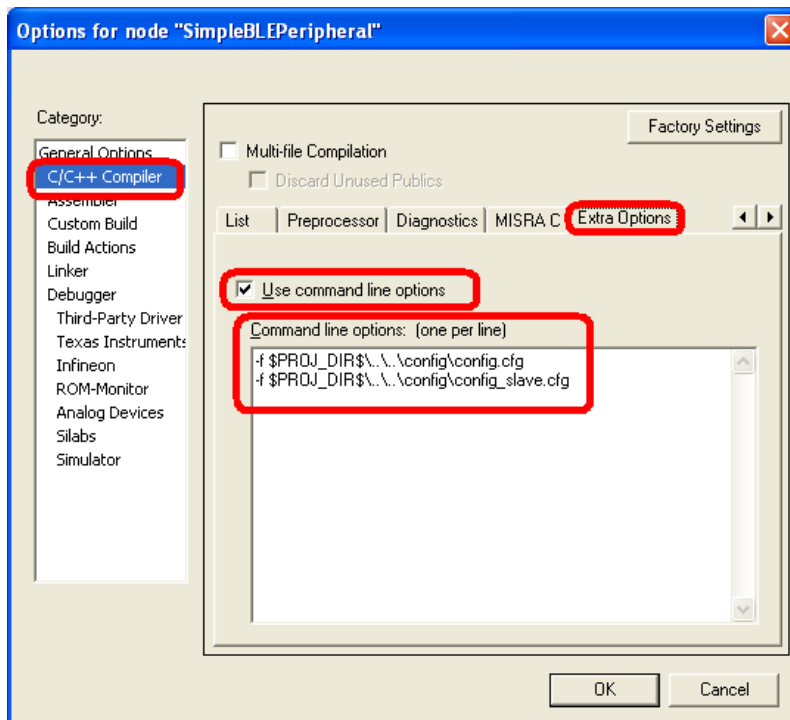 Options for node "SimpleBLEPeripheral"
Category:
Factory Settings
General Options
C/C++ Compiler
Assembler
Custom Build
Build Actions
Linker
Debugger
Third-Party Driver
Texas Instruments
Infineon
ROM-Monitor
Analog Devices
Silabs
Simulator
Multi-file Compilation
Discard Unused Publics
List Preprocessor Diagnostics MISRA C Extra Options
Use command line options
Command line options: (one per line)
-f $PROJ_DIR$\..\..\config\config.cfg
-f $PROJ_DIR$\..\..\config\config_slave.cfg
OK Cancel